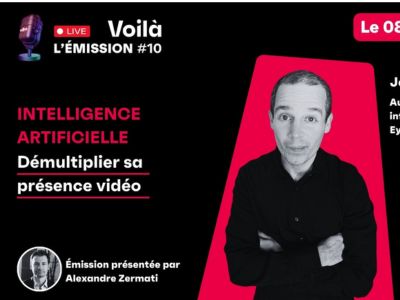 LIVE
Voilà
L'ÉMISSION #10
Le 08
INTELLIGENCE
ARTIFICIELLE
Démultiplier sa
présence vidéo
Émission présentée par
Alexandre Zermati